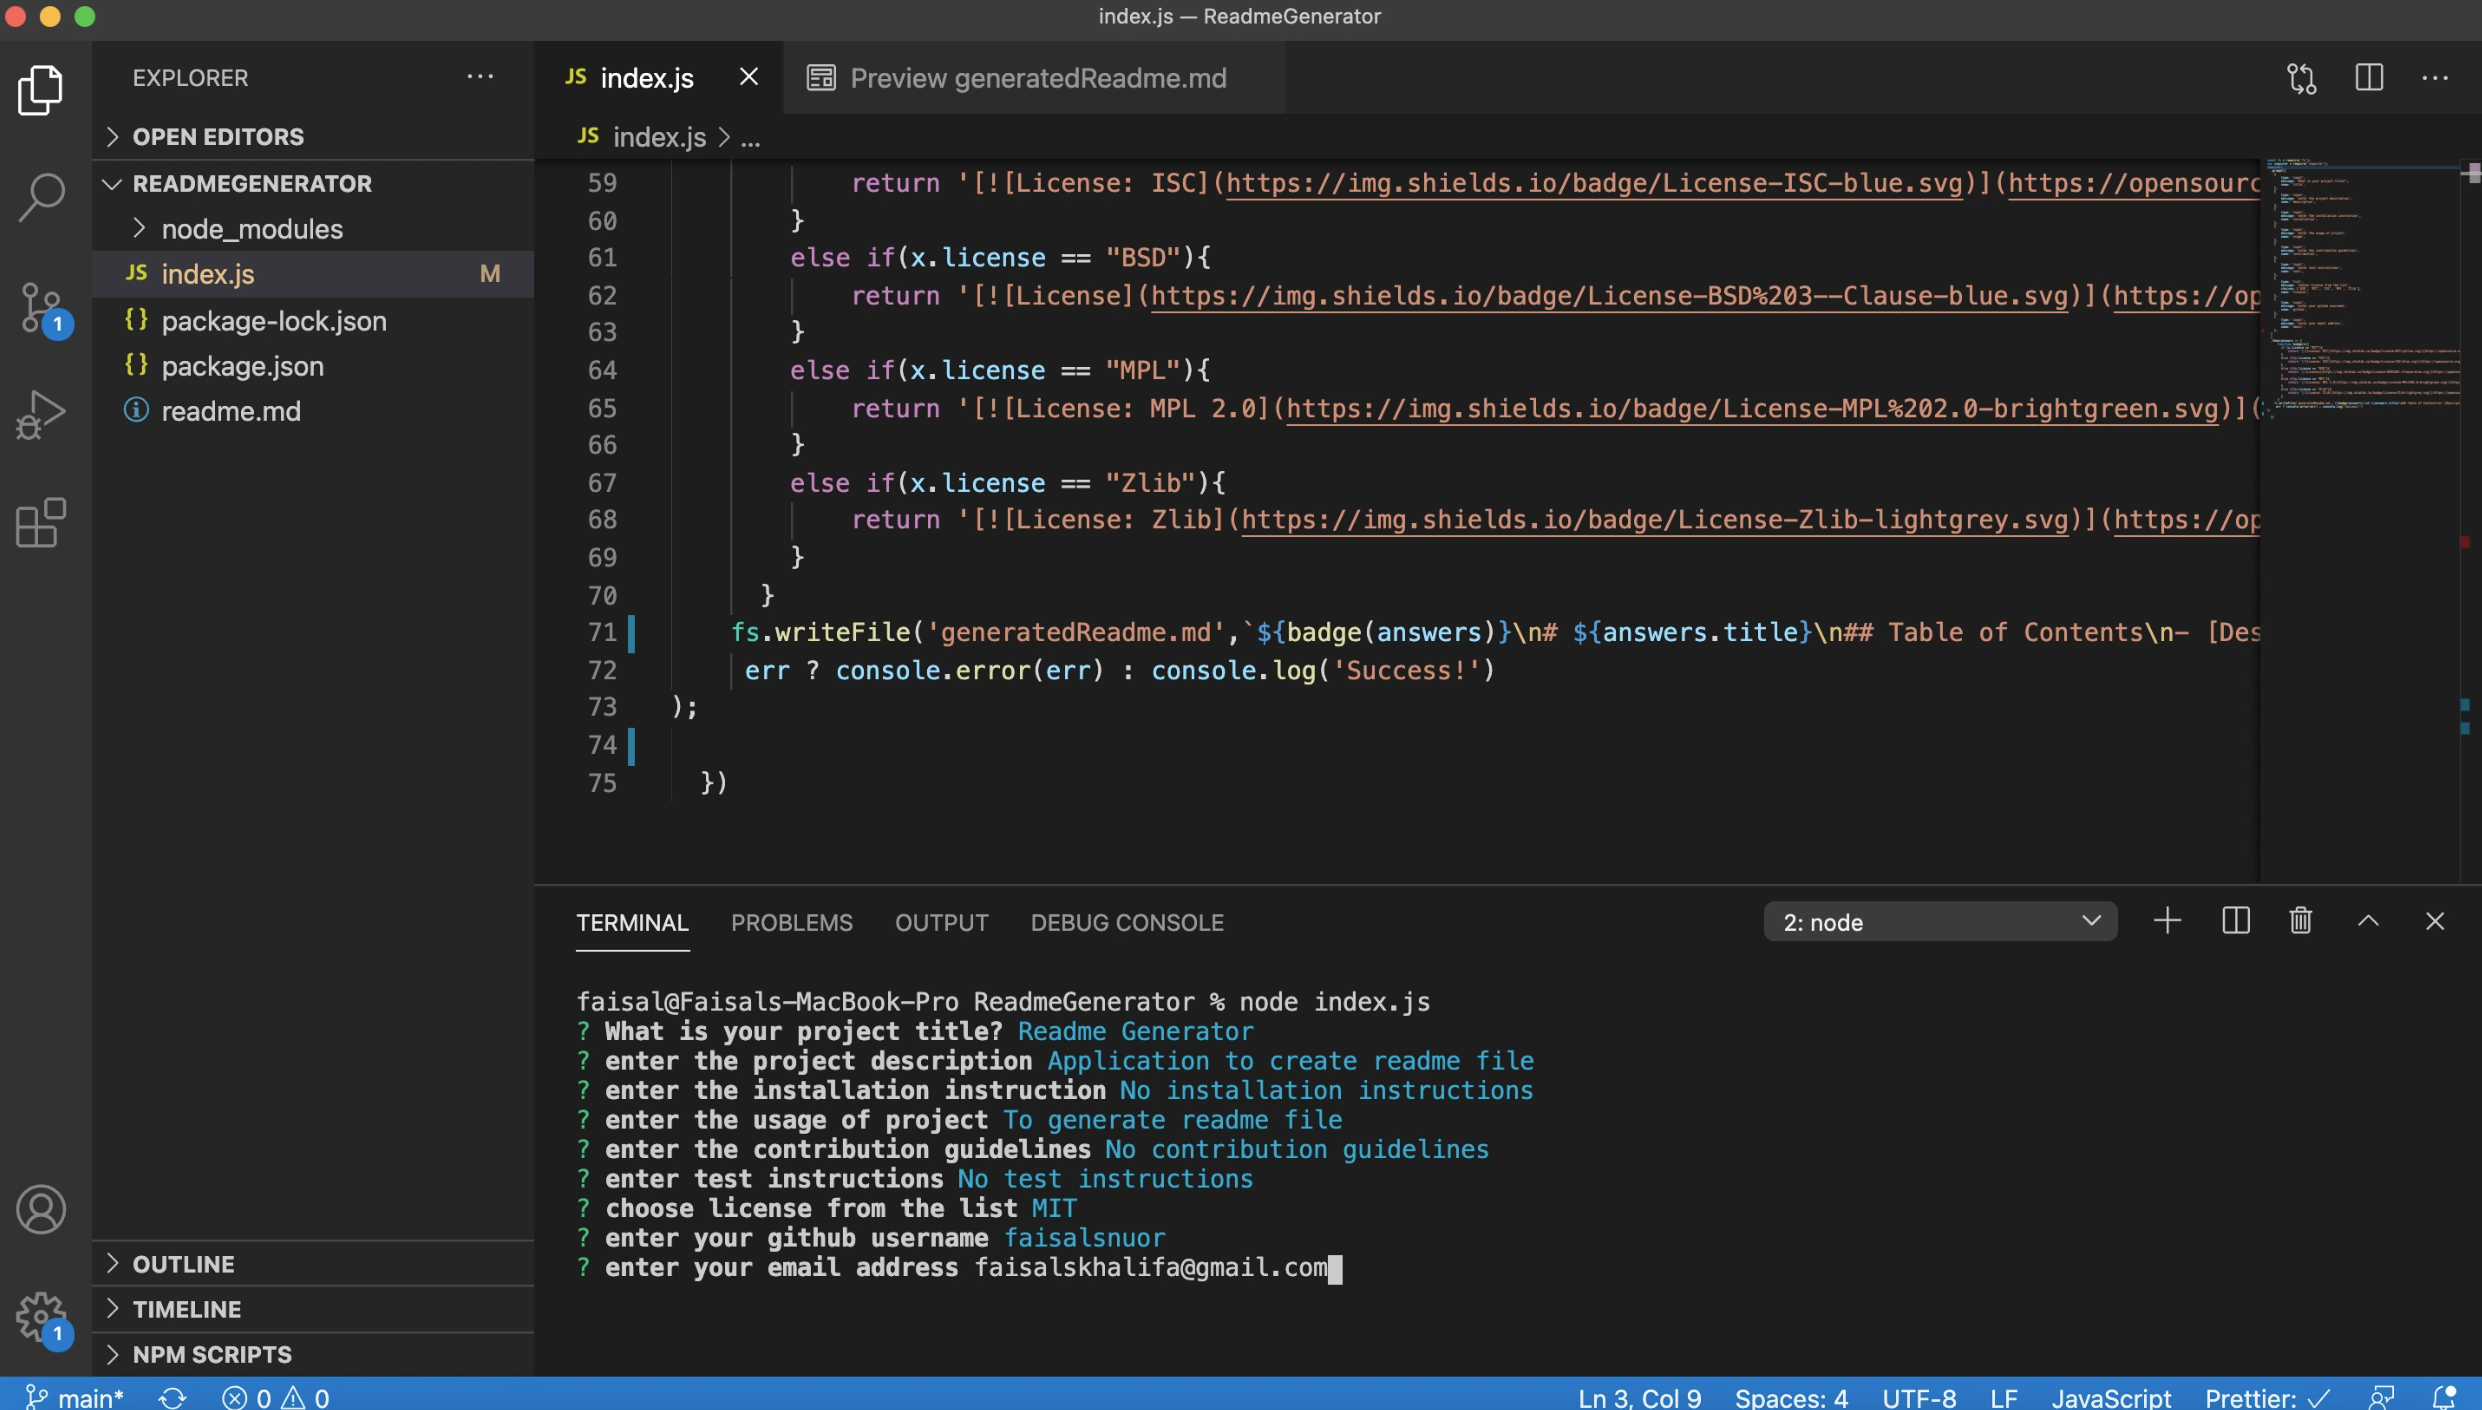 index.js — ReadmeGenerator
EXPLORER
OPEN EDITORS
READMEGENERATOR
node_modules
JS index.js M
{} package-lock.json
{} package.json
readme.md
OUTLINE
TIMELINE
NPM SCRIPTS
JS index.js
Preview generatedReadme.md
JS index.js > ...
59 return '[![License: ISC](https://img.shields.io/badge/License-ISC-blue.svg)](https://opensourc
60 }
61 else if(x.license == "BSD"){
62 return '[![License](https://img.shields.io/badge/License-BSD%203--Clause-blue.svg)](https://op
63 }
64 else if(x.license == "MPL"){
65 return '[![License: MPL 2.0](https://img.shields.io/badge/License-MPL%202.0-brightgreen.svg)](
66 }
67 else if(x.license == "Zlib"){
68 return '[![License: Zlib](https://img.shields.io/badge/License-Zlib-lightgrey.svg)](https://op
69 }
70 }
71 fs.writeFile('generatedReadme.md',`${badge(answers)}\n# ${answers.title}\n## Table of Contents\n- [Des
72 err ? console.error(err) : console.log('Success!')
73 );
74
75 })
TERMINAL PROBLEMS OUTPUT DEBUG CONSOLE
2: node
faisal@Faisals-MacBook-Pro ReadmeGenerator % node index.js
? What is your project title? Readme Generator
? enter the project description Application to create readme file
? enter the installation instruction No installation instructions
? enter the usage of project To generate readme file
? enter the contribution guidelines No contribution guidelines
? enter test instructions No test instructions
? choose license from the list MIT
? enter your github username faisalsnuor
? enter your email address faisalskhalifa@gmail.com
1
1
main* 0 0
Ln 3, Col 9 Spaces: 4 UTF-8 LF JavaScript Prettier: ✓